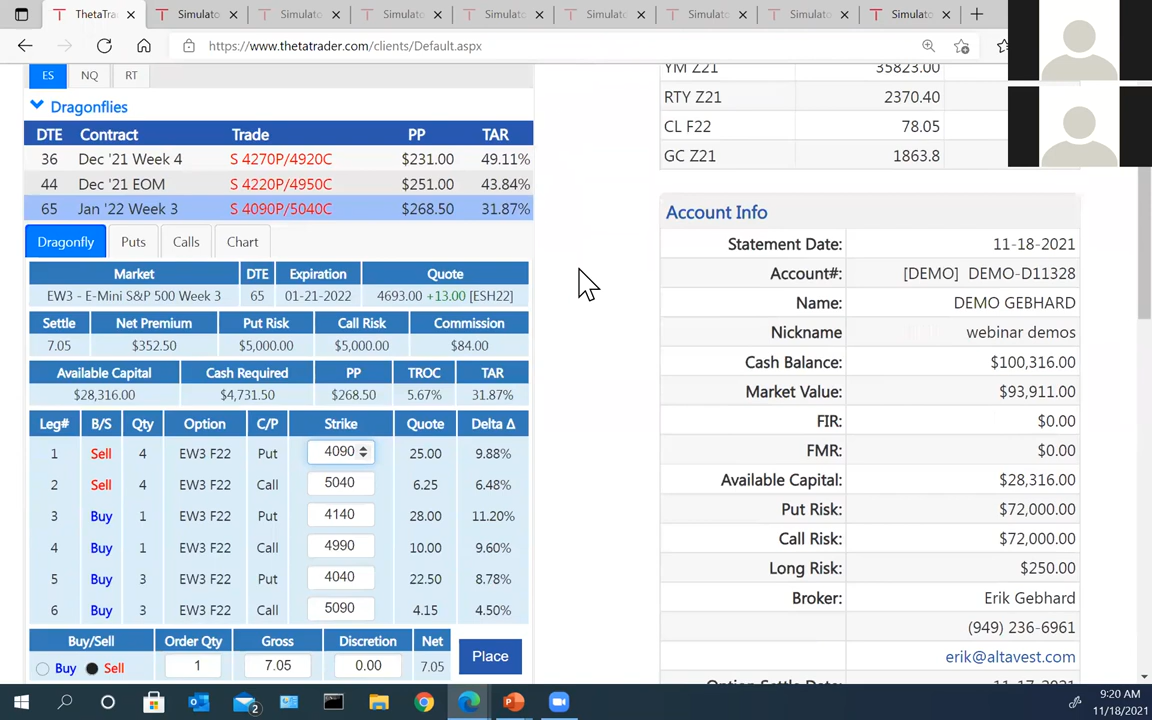 ThetaTra
Simulato
Simulato
Simulato
Simulato
Simulato
Simulato
Simulato
Simulato
https://www.thetatrader.com/clients/Default.aspx
ES NQ RT
Dragonflies
DTE Contract Trade PP TAR
36 Dec '21 Week 4 S 4270P/4920C $231.00 49.11%
44 Dec '21 EOM S 4220P/4950C $251.00 43.84%
65 Jan '22 Week 3 S 4090P/5040C $268.50 31.87%
Dragonfly Puts Calls Chart
Market DTE Expiration Quote
EW3 - E-Mini S&P 500 Week 3 65 01-21-2022 4693.00 +13.00 [ESH22]
Settle Net Premium Put Risk Call Risk Commission
7.05 $352.50 $5,000.00 $5,000.00 $84.00
Available Capital Cash Required PP TROC TAR
$28,316.00 $4,731.50 $268.50 5.67% 31.87%
Leg# B/S Qty Option C/P Strike Quote Delta Δ
1 Sell 4 EW3 F22 Put 4090 25.00 9.88%
2 Sell 4 EW3 F22 Call 5040 6.25 6.48%
3 Buy 1 EW3 F22 Put 4140 28.00 11.20%
4 Buy 1 EW3 F22 Call 4990 10.00 9.60%
5 Buy 3 EW3 F22 Put 4040 22.50 8.78%
6 Buy 3 EW3 F22 Call 5090 4.15 4.50%
Buy/Sell Order Qty Gross Discretion Net
Buy Sell 1 7.05 0.00 7.05 Place
YM Z21 35823.00
RTY Z21 2370.40
CL F22 78.05
GC Z21 1863.8
Account Info
Statement Date: 11-18-2021
Account#: [DEMO] DEMO-D11328
Name: DEMO GEBHARD
Nickname webinar demos
Cash Balance: $100,316.00
Market Value: $93,911.00
FIR: $0.00
FMR: $0.00
Available Capital: $28,316.00
Put Risk: $72,000.00
Call Risk: $72,000.00
Long Risk: $250.00
Broker: Erik Gebhard
(949) 236-6961
erik@altavest.com
Option Settle Date: 11-17-2021
2
9:20 AM
11/18/2021